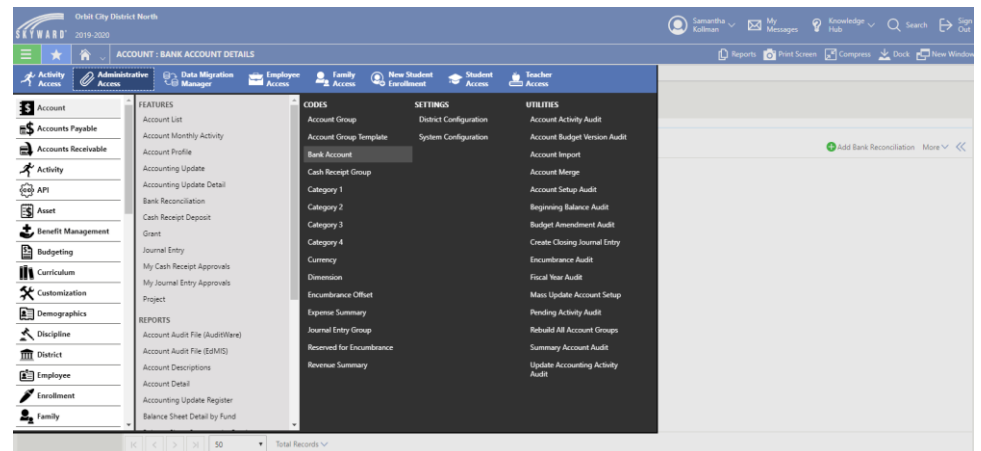 Orbit City District North
SKYWARD®
2019-2020
Samantha Kollman
My Messages
Knowledge Hub
Search
Sign Out
ACCOUNT : BANK ACCOUNT DETAILS
Reports
Print Screen
Compress
Dock
New Window
Activity Access
Administrative Access
Data Migration Manager
Employee Access
Family Access
New Student Enrollment
Student Access
Teacher Access
Account
Accounts Payable
Accounts Receivable
Activity
API
Asset
Benefit Management
Budgeting
Curriculum
Customization
Demographics
Discipline
District
Employee
Enrollment
Family
FEATURES
Account List
Account Monthly Activity
Account Profile
Accounting Update
Accounting Update Detail
Bank Reconciliation
Cash Receipt Deposit
Grant
Journal Entry
My Cash Receipt Approvals
My Journal Entry Approvals
Project
REPORTS
Account Audit File (AuditWare)
Account Audit File (EdMIS)
Account Descriptions
Account Detail
Accounting Update Register
Balance Sheet Detail by Fund
CODES
Account Group
Account Group Template
Bank Account
Cash Receipt Group
Category 1
Category 2
Category 3
Category 4
Currency
Dimension
Encumbrance Offset
Expense Summary
Journal Entry Group
Reserved for Encumbrance
Revenue Summary
SETTINGS
District Configuration
System Configuration
UTILITIES
Account Activity Audit
Account Budget Version Audit
Account Import
Account Merge
Account Setup Audit
Beginning Balance Audit
Budget Amendment Audit
Create Closing Journal Entry
Encumbrance Audit
Fiscal Year Audit
Mass Update Account Setup
Pending Activity Audit
Rebuild All Account Groups
Summary Account Audit
Update Accounting Activity
Audit
Add Bank Reconciliation
More
50
Total Records